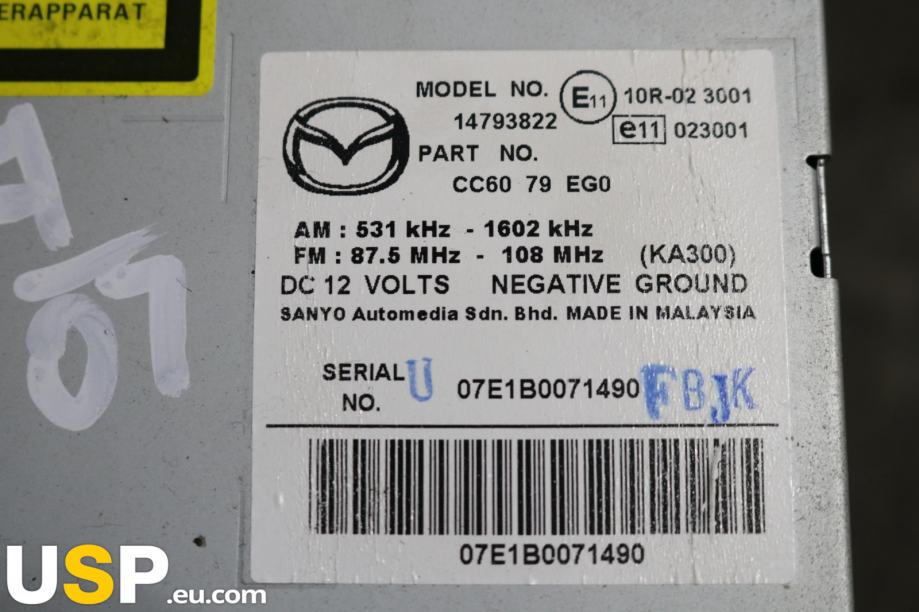 ERAPPARAT
MODEL NO. E11 10R-02 3001
14793822 e11 023001
PART NO.
CC60 79 EG0
AM : 531 kHz - 1602 kHz
FM : 87.5 MHz - 108 MHz (KA300)
DC 12 VOLTS NEGATIVE GROUND
SANYO Automedia Sdn. Bhd. MADE IN MALAYSIA
SERIAL U 07E1B0071490 FBJK
NO.
07E1B0071490
USP.eu.com